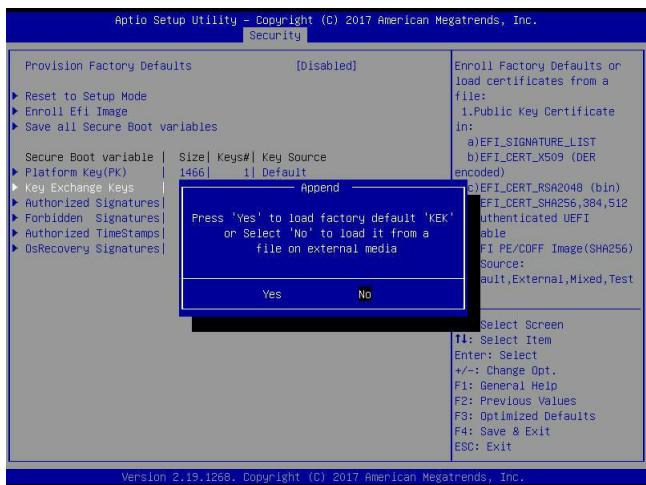 Aptio Setup Utility – Copyright (C) 2017 American Megatrends, Inc.
Security
Provision Factory Defaults [Disabled]
▶ Reset to Setup Mode
▶ Enroll Efi Image
▶ Save all Secure Boot variables
Secure Boot variable | Size| Keys#| Key Source
▶ Platform Key(PK) | 1466| 1| Default
▶ Key Exchange Keys |
▶ Authorized Signatures|
▶ Forbidden Signatures|
▶ Authorized TimeStamps|
▶ OsRecovery Signatures|
Append
Press 'Yes' to load factory default 'KEK'
or Select 'No' to load it from a
file on external media
Yes No
Enroll Factory Defaults or
load certificates from a
file:
1.Public Key Certificate
in:
a)EFI_SIGNATURE_LIST
b)EFI_CERT_X509 (DER
encoded)
c)EFI_CERT_RSA2048 (bin)
EFI_CERT_SHA256,384,512
uthenticated UEFI
able
FI PE/COFF Image(SHA256)
Source:
ault,External,Mixed,Test
Select Screen
↑↓: Select Item
Enter: Select
+/-: Change Opt.
F1: General Help
F2: Previous Values
F3: Optimized Defaults
F4: Save & Exit
ESC: Exit
Version 2.19.1268. Copyright (C) 2017 American Megatrends, Inc.